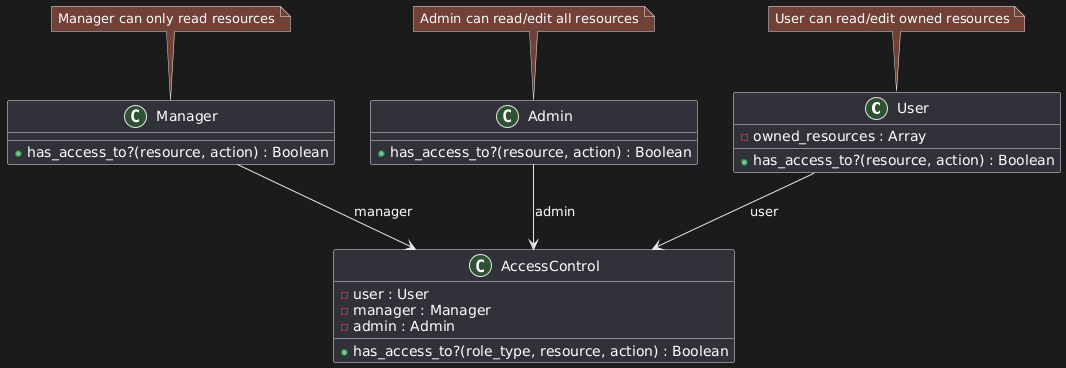 Manager can only read resources
Admin can read/edit all resources
User can read/edit owned resources
C Manager
has_access_to?(resource, action) : Boolean
C Admin
has_access_to?(resource, action) : Boolean
C User
owned_resources : Array
has_access_to?(resource, action) : Boolean
manager
admin
user
C AccessControl
user : User
manager : Manager
admin : Admin
has_access_to?(role_type, resource, action) : Boolean